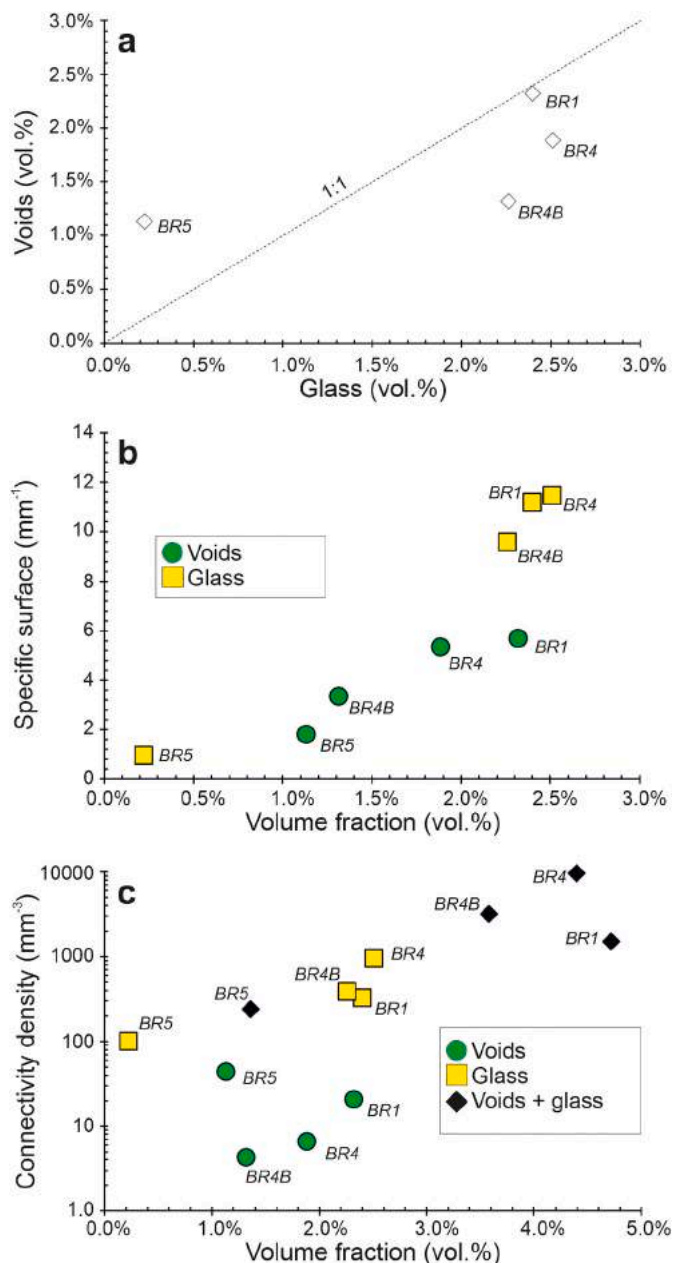 a
3.0%
2.5%
2.0%
1.5%
1.0%
0.5%
0.0%
Voids (vol.%)
BR1
BR4
1:1
BR4B
BR5
0.0% 0.5% 1.0% 1.5% 2.0% 2.5% 3.0%
Glass (vol.%)
b
14
12
10
8
6
4
2
0
Specific surface (mm⁻¹)
BR1
BR4
BR4B
Voids
Glass
BR4
BR1
BR4B
BR5
BR5
0.0% 0.5% 1.0% 1.5% 2.0% 2.5% 3.0%
Volume fraction (vol.%)
c
10000
1000
100
10
1.0
Connectivity density (mm⁻³)
BR4
BR4B
BR1
BR4
BR4B
BR1
BR5
BR5
BR5
BR1
BR4
BR4B
Voids
Glass
Voids + glass
0.0% 1.0% 2.0% 3.0% 4.0% 5.0%
Volume fraction (vol.%)